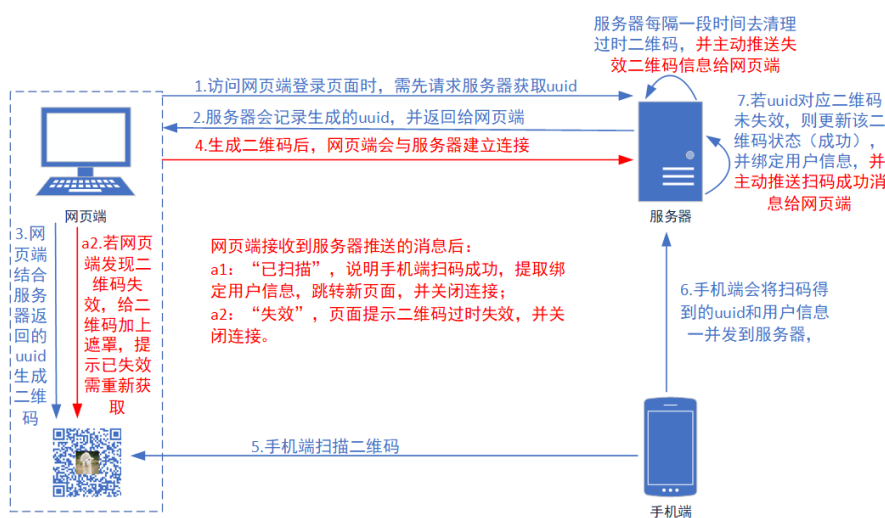 服务器每隔一段时间去清理
过时二维码，并主动推送失
效二维码信息给网页端
1.访问网页端登录页面时，需先请求服务器获取uuid
2.服务器会记录生成的uuid，并返回给网页端
4.生成二维码后，网页端会与服务器建立连接
7.若uuid对应二维码
未失效，则更新该二
维码状态（成功），
并绑定用户信息，并
主动推送扫码成功消
息给网页端
网页端
服务器
3.网
页端
结合
服务
器返
回的
uuid
生成
二维
码
a2.若网页
端发现二
维码失
效，给二
维码加上
遮罩，提
示已失效
需重新获
取
网页端接收到服务器推送的消息后：
a1：“已扫描”，说明手机端扫码成功，提取绑
定用户信息，跳转新页面，并关闭连接；
a2：“失效”，页面提示二维码过时失效，并关
闭连接。
6.手机端会将扫码得
到的uuid和用户信息
一并发到服务器，
5.手机端扫描二维码
手机端